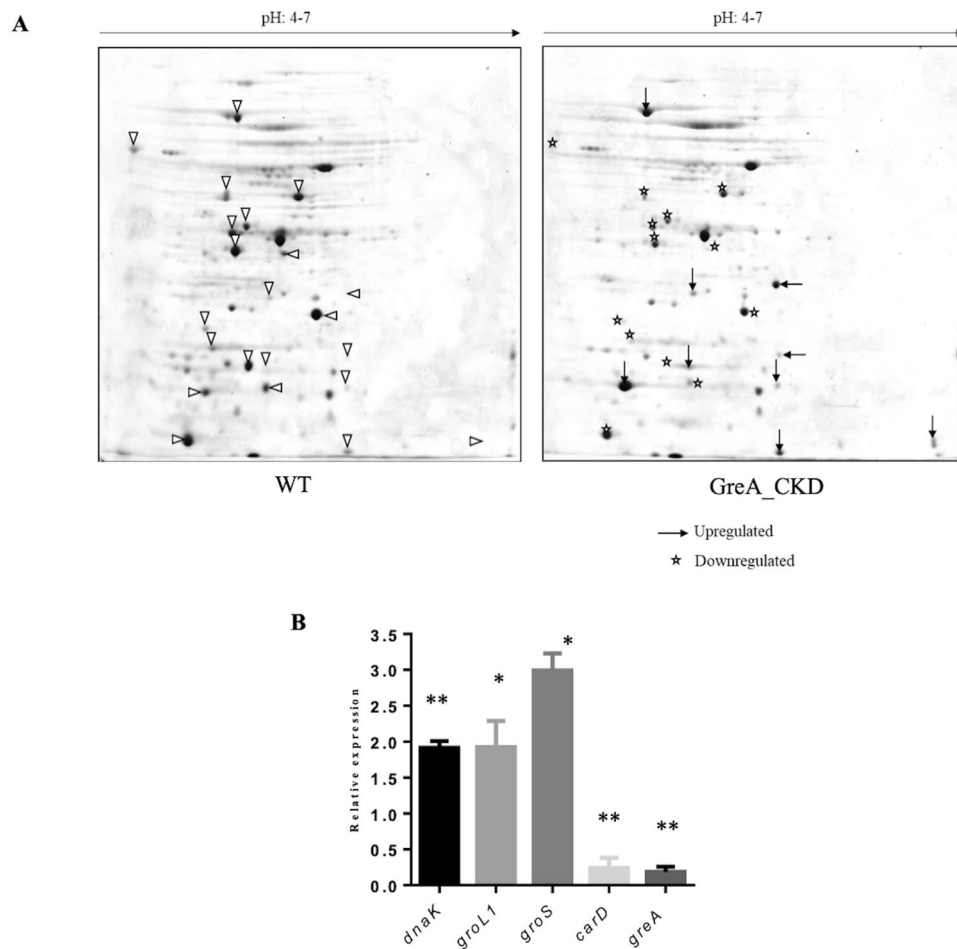 A
pH: 4-7
pH: 4-7
WT
GreA_CKD
Upregulated
Downregulated
B
Relative expression
3.5
3.0
2.5
2.0
1.5
1.0
0.5
0.0
**
*
*
**
**
dnaK
groL1
groS
carD
greA